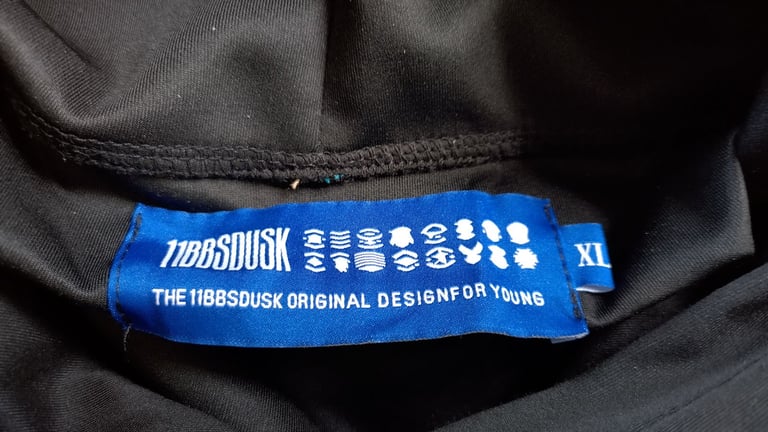 11BBSDUSK
THE 11BBSDUSK ORIGINAL DESIGNFOR YOUNG
XL